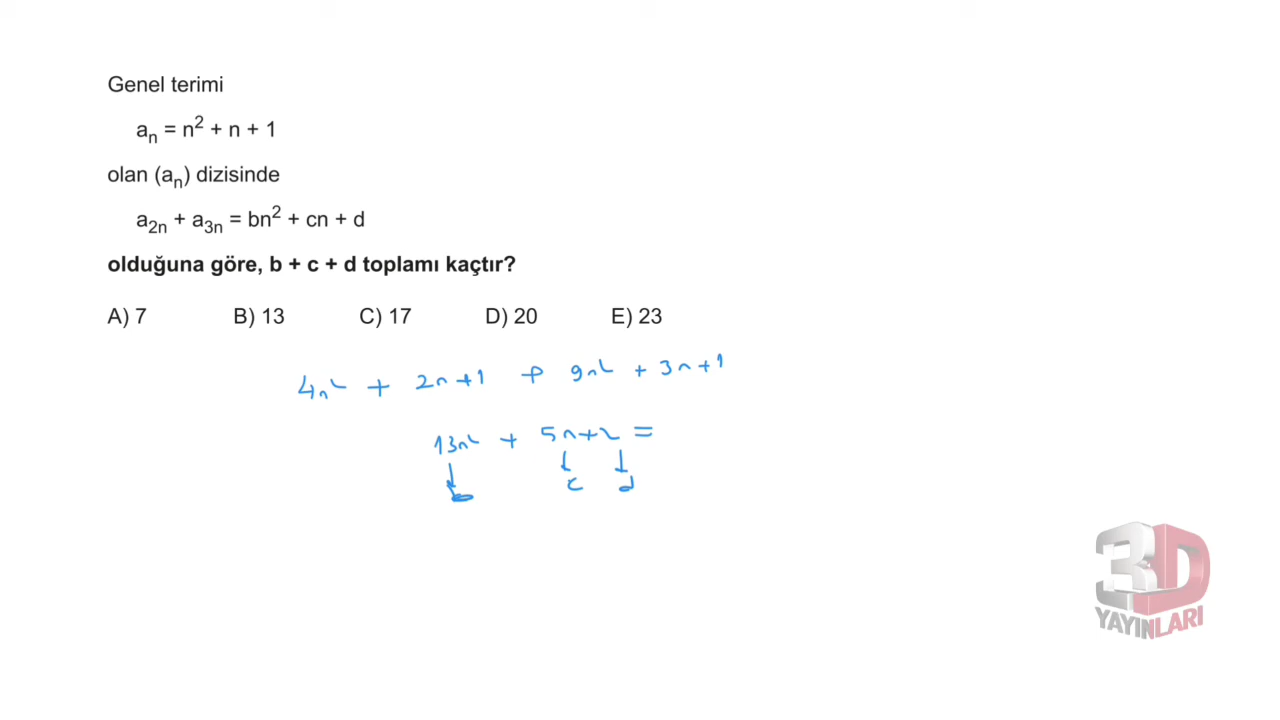 Genel terimi
aₙ = n² + n + 1
olan (aₙ) dizisinde
a₂ₙ + a₃ₙ = bn² + cn + d
olduğuna göre, b + c + d toplamı kaçtır?
A) 7 B) 13 C) 17 D) 20 E) 23
4n² + 2n+1 + 9n² + 3n+1
13n² + 5n+2 =
b c d
3D
YAYINLARI